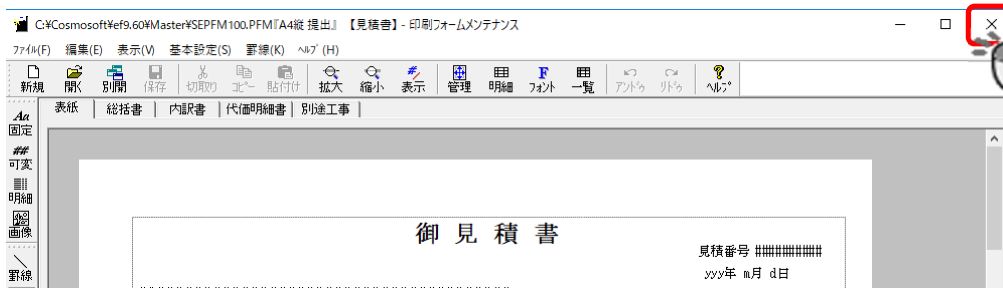 C:¥Cosmosoft¥ef9.60¥Master¥SEPFM100.PFM『A4縦 提出』 【見積書】 - 印刷フォームメンテナンス
ファイル(F) 編集(E) 表示(V) 基本設定(S) 罫線(K) ヘルプ(H)
新規 開く 別開 保存 切取り コピー 貼付け 拡大 縮小 表示 管理 明細 フォント 一覧 アンドゥ リドゥ ヘルプ
表紙 総括書 内訳書 代価明細書 別途工事
Aa
固定
##
可変
明細
画像
罫線
御 見 積 書
見積番号 ##########
yyy年 m月 d日